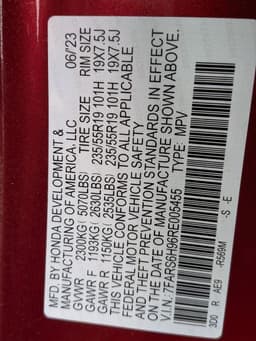 MFD. BY HONDA DEVELOPMENT &
MANUFACTURING OF AMERICA, LLC 06/23
GVWR 2300KG( 5070LBS) TIRE SIZE RIM SIZE
GAWR F 1193KG( 2630LBS) 235/55R19 101H 19X7.5J
GAWR R 1150KG( 2535LBS) 235/55R19 101H 19X7.5J
THIS VEHICLE CONFORMS TO ALL APPLICABLE
FEDERAL MOTOR VEHICLE SAFETY
AND THEFT PREVENTION STANDARDS IN EFFECT
ON THE DATE OF MANUFACTURE SHOWN ABOVE.
V.I.N.: 7FARS6H96RE005455 TYPE: MPV
3D0 R AE9 -R569M -S -E